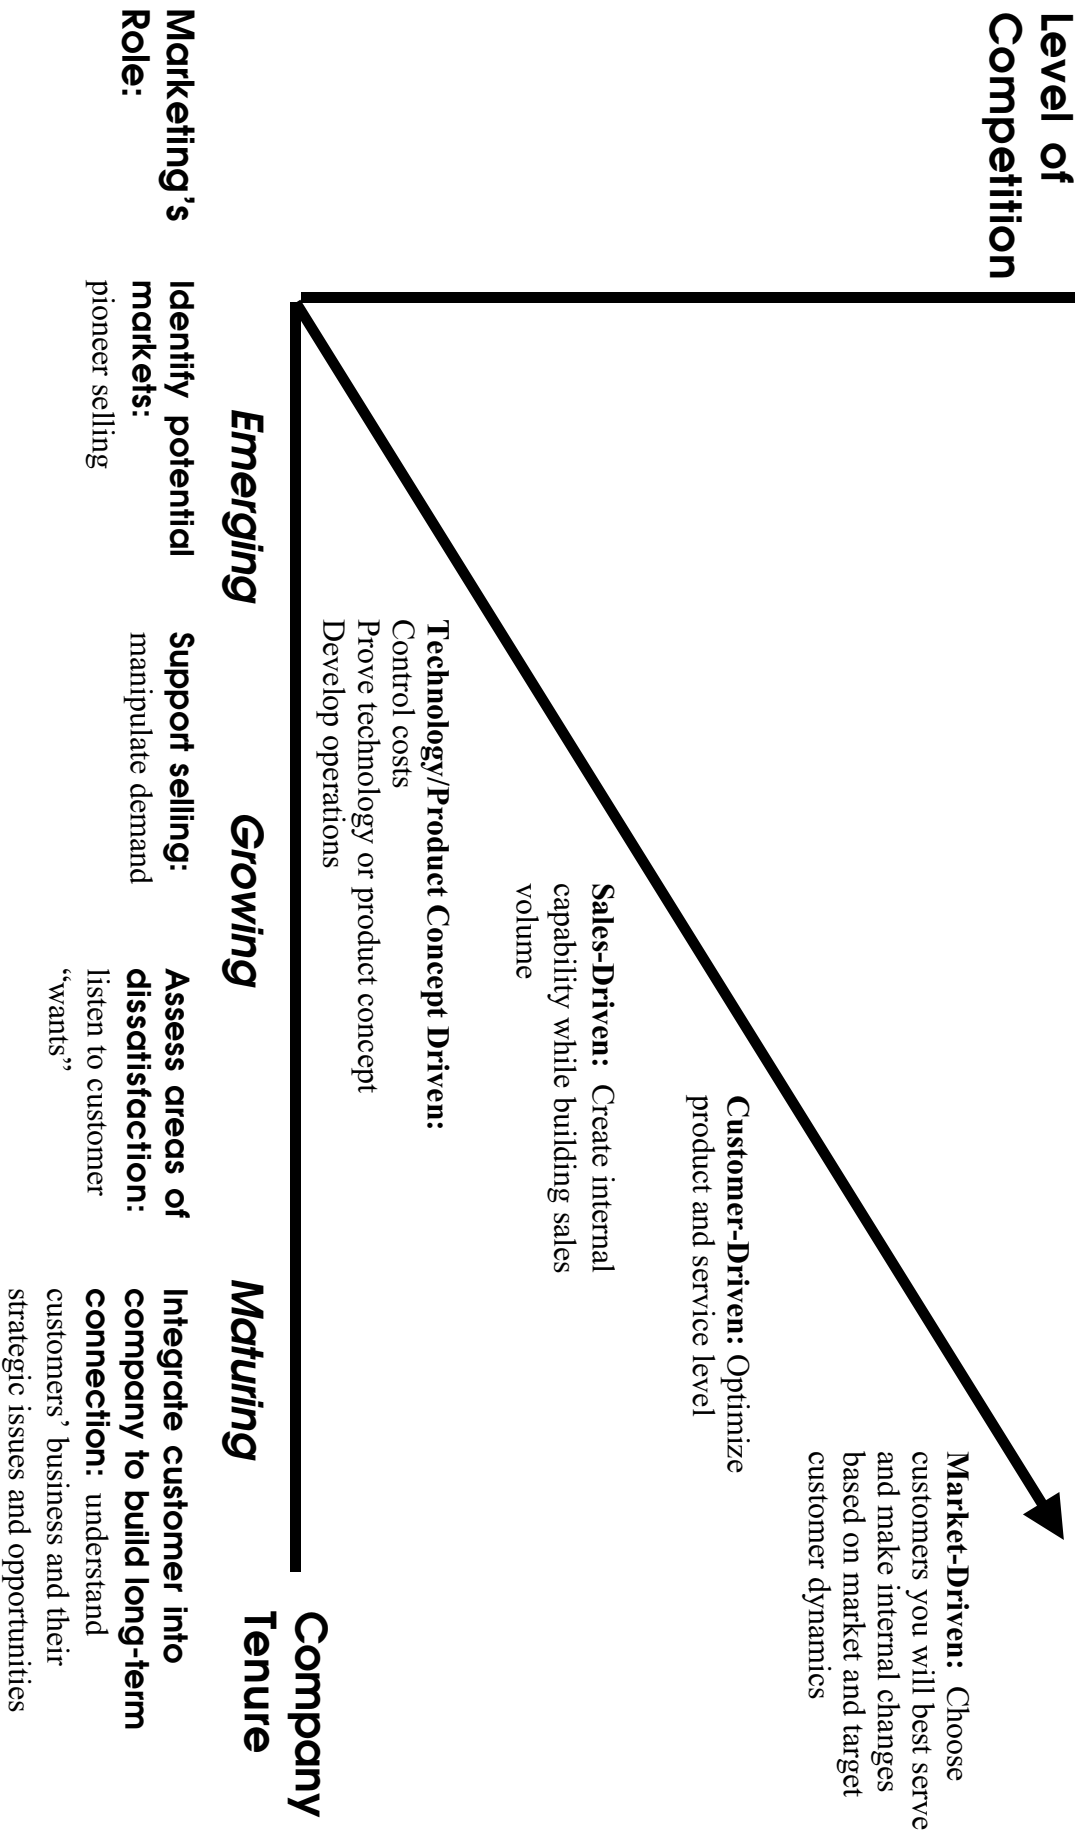 Level of
Competition
Market-Driven: Choose
customers you will best serve
and make internal changes
based on market and target
customer dynamics
Customer-Driven: Optimize
product and service level
Sales-Driven: Create internal
capability while building sales
volume
Technology/Product Concept Driven:
Control costs
Prove technology or product concept
Develop operations
Company
Tenure
Emerging
Growing
Maturing
Marketing’s
Role:
Identify potential
markets:
pioneer selling
Support selling:
manipulate demand
Assess areas of
dissatisfaction:
listen to customer
“wants”
Integrate customer into
company to build long-term
connection: understand
customers’ business and their
strategic issues and opportunities